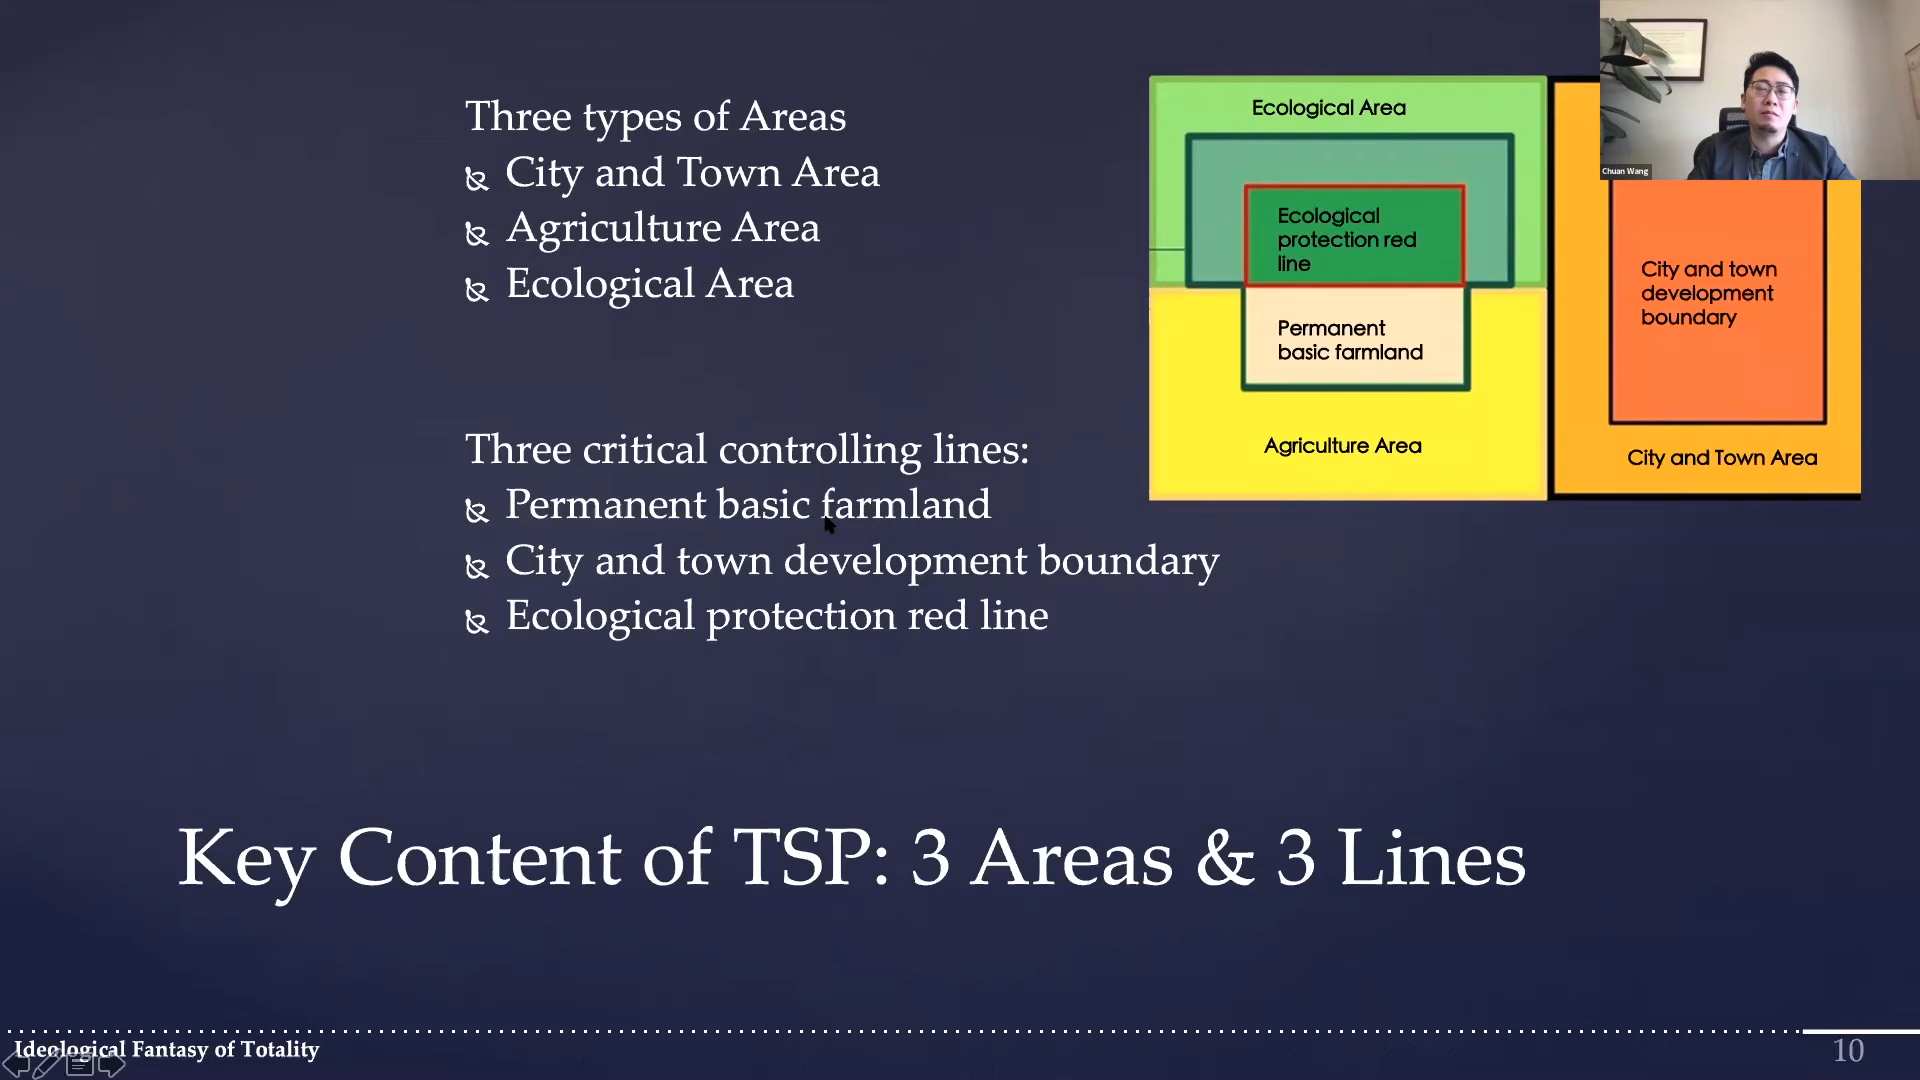 Three types of Areas
City and Town Area
Agriculture Area
Ecological Area
Three critical controlling lines:
Permanent basic farmland
City and town development boundary
Ecological protection red line
Ecological Area
Ecological
protection red
line
Permanent
basic farmland
Agriculture Area
City and town
development
boundary
City and Town Area
Chuan Wang
Key Content of TSP: 3 Areas & 3 Lines
Ideological Fantasy of Totality
10